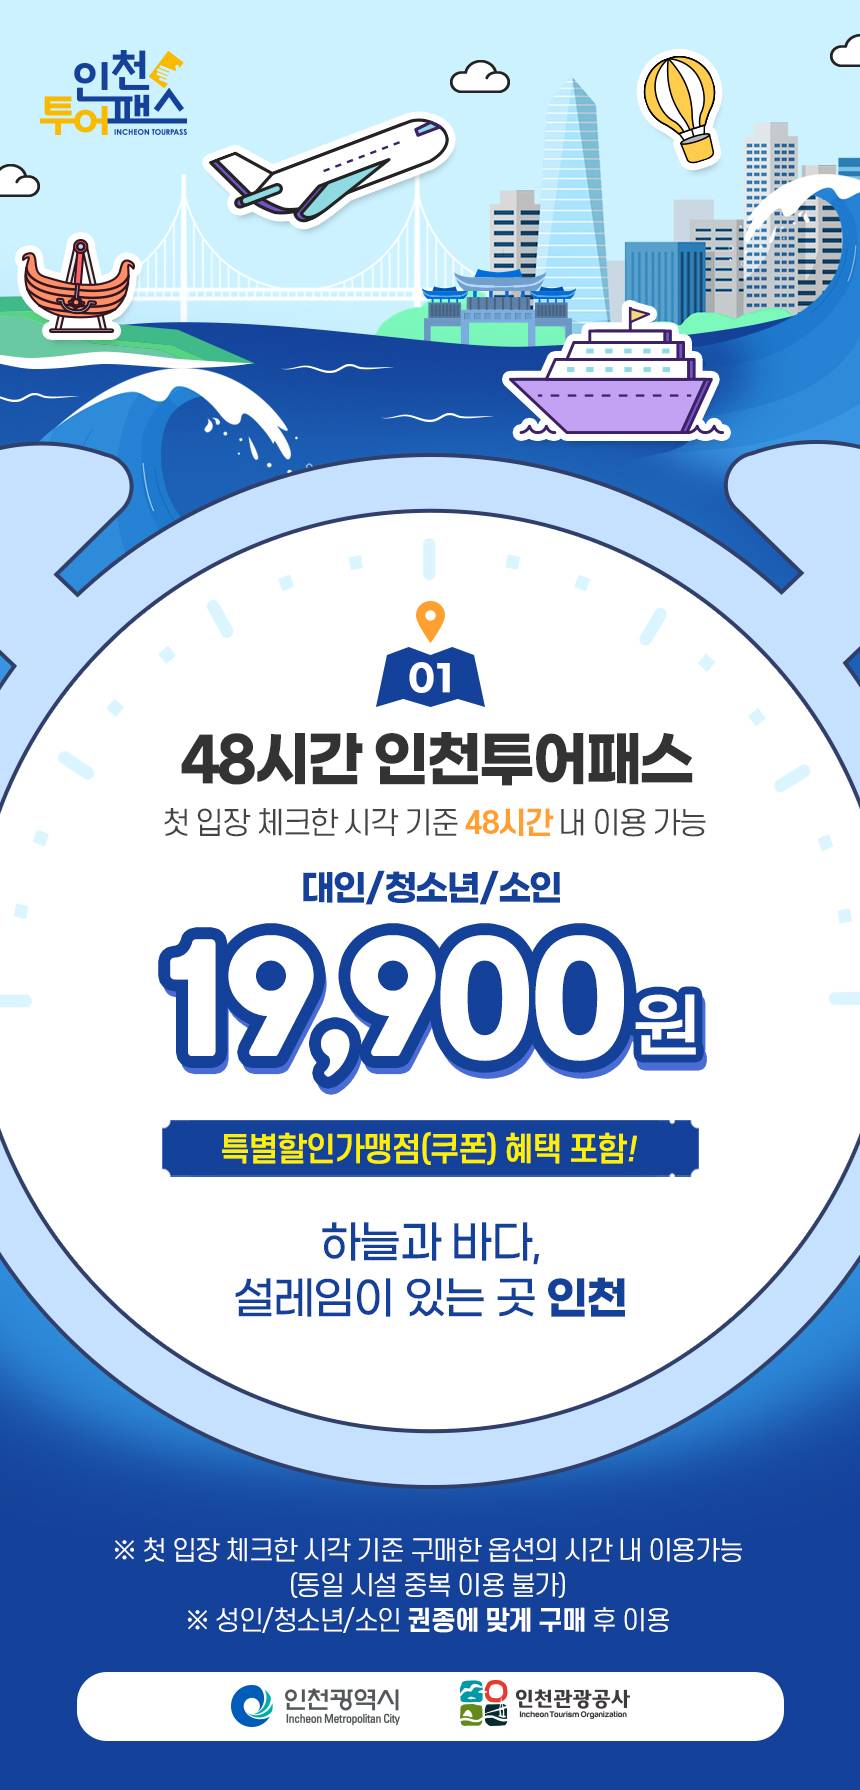 인천
투어패스
INCHEON TOURPASS
01
48시간 인천투어패스
첫 입장 체크한 시각 기준 48시간 내 이용 가능
대인/청소년/소인
19,900원
특별할인가맹점(쿠폰) 혜택 포함!
하늘과 바다,
설레임이 있는 곳 인천
※ 첫 입장 체크한 시각 기준 구매한 옵션의 시간 내 이용가능
(동일 시설 중복 이용 불가)
※ 성인/청소년/소인 권종에 맞게 구매 후 이용
인천광역시
Incheon Metropolitan City
인천관광공사
Incheon Tourism Organization